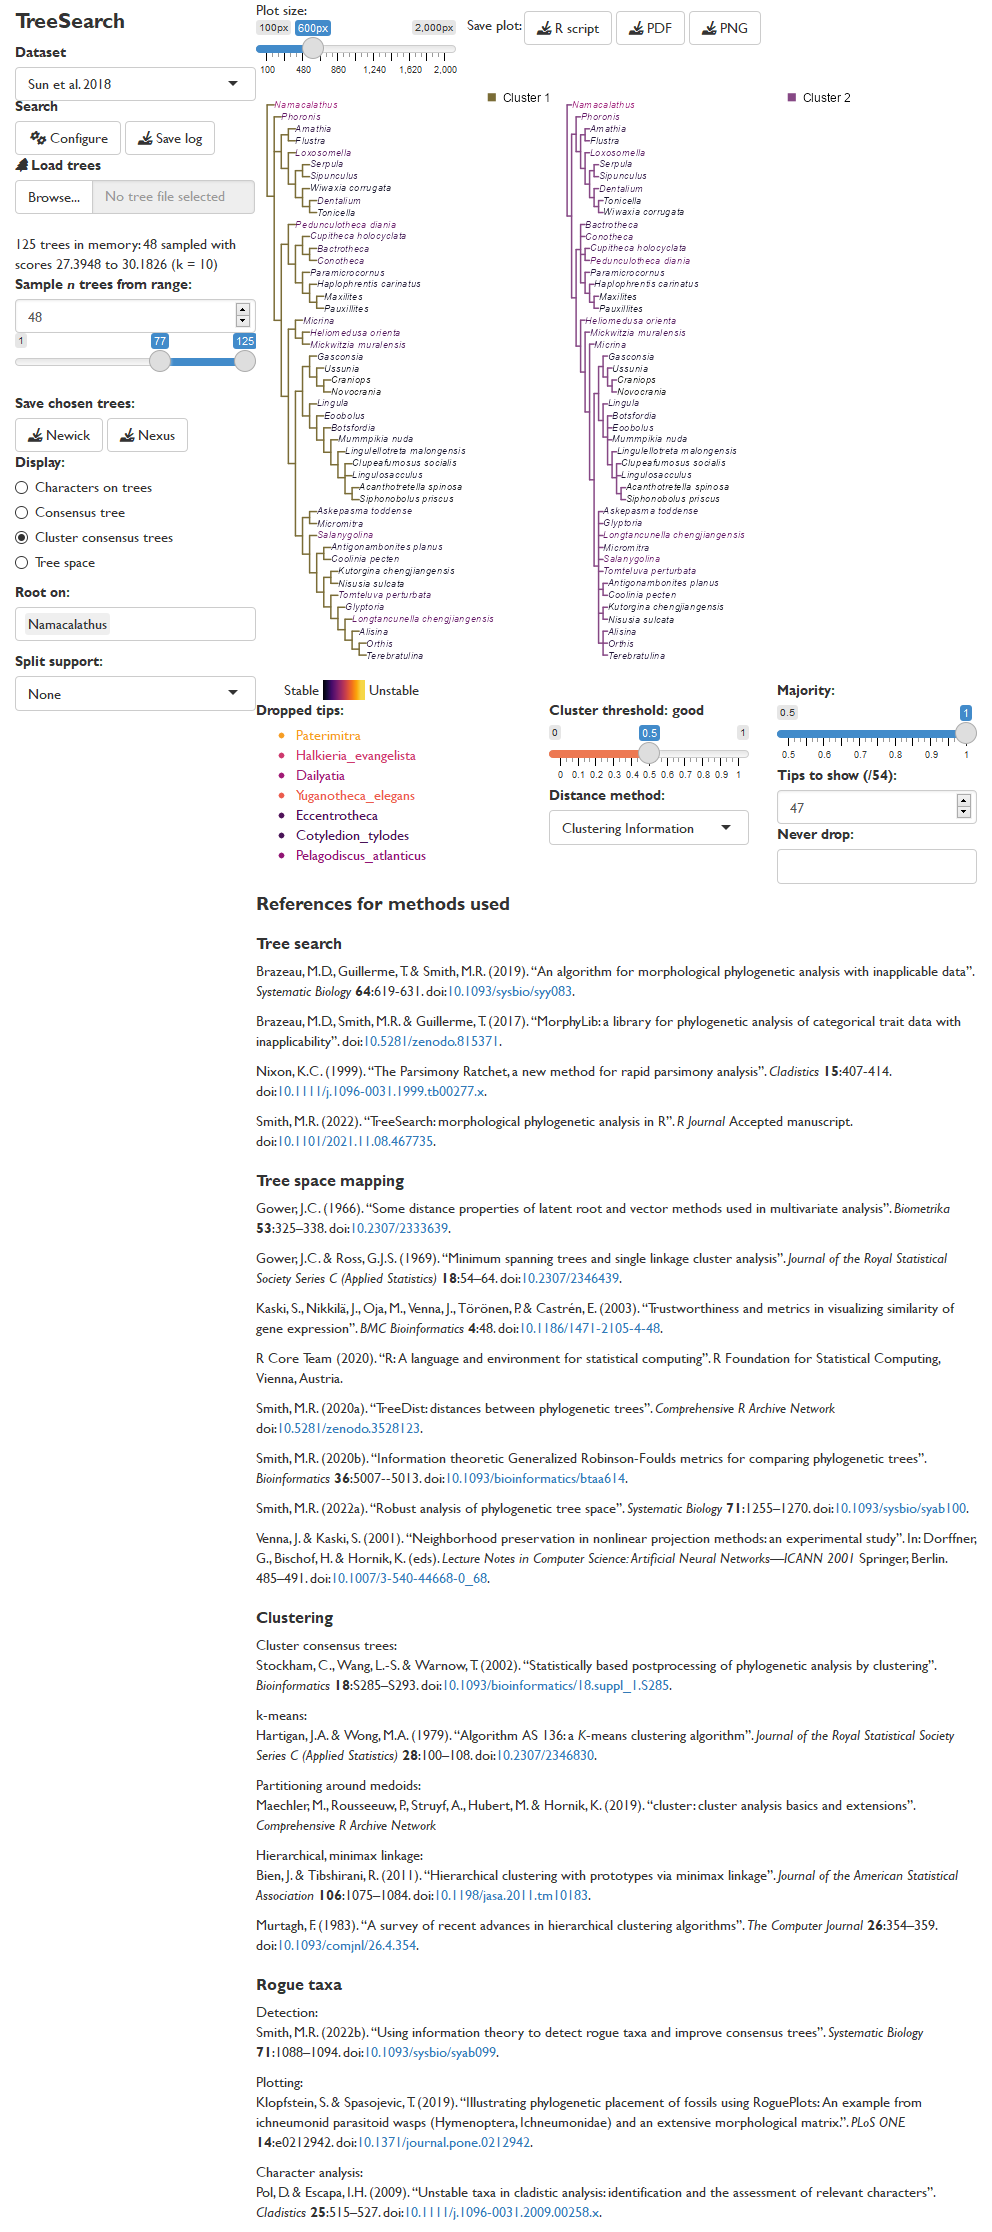 TreeSearch
Dataset
Sun et al. 2018
Search
Configure
Save log
Load trees
Browse...
No tree file selected
125 trees in memory: 48 sampled with
scores 27.3948 to 30.1826 (k = 10)
Sample n trees from range:
48
1
77
125
Save chosen trees:
Newick
Nexus
Display:
Characters on trees
Consensus tree
Cluster consensus trees
Tree space
Root on:
Namacalathus
Split support:
None
Plot size:
100px
600px
2,000px
100 480 860 1,240 1,620 2,000
Save plot:
R script
PDF
PNG
Cluster 1
Namacalathus
Phoronis
Amathia
Flustra
Loxosomella
Serpula
Sipunculus
Wiwaxia corrugata
Dentalium
Tonicella
Pedunculotheca diania
Cupitheca holocyclata
Bactrotheca
Conotheca
Paramicrocornus
Haplophrentis carinatus
Maxilites
Pauxillites
Micrina
Heliomedusa orienta
Mickwitzia muralensis
Gasconsia
Ussunia
Craniops
Novocrania
Lingula
Eoobolus
Botsfordia
Mummpikia nuda
Lingulellotreta malongensis
Clupeafumosus socialis
Lingulosacculus
Acanthotretella spinosa
Siphonobolus priscus
Askepasma toddense
Micromitra
Salanygolina
Antigonambonites planus
Coolinia pecten
Kutorgina chengjiangensis
Nisusia sulcata
Tomteluva perturbata
Glyptoria
Longtancunella chengjiangensis
Alisina
Orthis
Terebratulina
Cluster 2
Namacalathus
Phoronis
Amathia
Flustra
Loxosomella
Serpula
Sipunculus
Dentalium
Tonicella
Wiwaxia corrugata
Bactrotheca
Conotheca
Cupitheca holocyclata
Pedunculotheca diania
Paramicrocornus
Haplophrentis carinatus
Maxilites
Pauxillites
Heliomedusa orienta
Mickwitzia muralensis
Micrina
Gasconsia
Ussunia
Craniops
Novocrania
Lingula
Botsfordia
Eoobolus
Mummpikia nuda
Lingulellotreta malongensis
Clupeafumosus socialis
Lingulosacculus
Acanthotretella spinosa
Siphonobolus priscus
Askepasma toddense
Glyptoria
Longtancunella chengjiangensis
Micromitra
Salanygolina
Tomteluva perturbata
Antigonambonites planus
Coolinia pecten
Kutorgina chengjiangensis
Nisusia sulcata
Alisina
Orthis
Terebratulina
Stable
Unstable
Dropped tips:
Paterimitra
Halkieria_evangelista
Dailyatia
Yuganotheca_elegans
Eccentrotheca
Cotyledion_tylodes
Pelagodiscus_atlanticus
Cluster threshold: good
0
0.5
1
0 0.1 0.2 0.3 0.4 0.5 0.6 0.7 0.8 0.9 1
Distance method:
Clustering Information
Majority:
0.5
1
0.5 0.6 0.7 0.8 0.9 1
Tips to show (/54):
47
Never drop:
References for methods used
Tree search
Brazeau, M.D., Guillerme, T. & Smith, M.R. (2019). “An algorithm for morphological phylogenetic analysis with inapplicable data”.
Systematic Biology 64:619-631. doi:10.1093/sysbio/syy083.
Brazeau, M.D., Smith, M.R. & Guillerme, T. (2017). “MorphyLib: a library for phylogenetic analysis of categorical trait data with
inapplicability”. doi:10.5281/zenodo.815371.
Nixon, K.C. (1999). “The Parsimony Ratchet, a new method for rapid parsimony analysis”. Cladistics 15:407-414.
doi:10.1111/j.1096-0031.1999.tb00277.x.
Smith, M.R. (2022). “TreeSearch: morphological phylogenetic analysis in R”. R Journal Accepted manuscript.
doi:10.1101/2021.11.08.467735.
Tree space mapping
Gower, J.C. (1966). “Some distance properties of latent root and vector methods used in multivariate analysis”. Biometrika
53:325–338. doi:10.2307/2333639.
Gower, J.C. & Ross, G.J.S. (1969). “Minimum spanning trees and single linkage cluster analysis”. Journal of the Royal Statistical
Society Series C (Applied Statistics) 18:54–64. doi:10.2307/2346439.
Kaski, S., Nikkilä, J., Oja, M., Venna, J., Törönen, P. & Castrén, E. (2003). “Trustworthiness and metrics in visualizing similarity of
gene expression”. BMC Bioinformatics 4:48. doi:10.1186/1471-2105-4-48.
R Core Team (2020). “R: A language and environment for statistical computing”. R Foundation for Statistical Computing,
Vienna, Austria.
Smith, M.R. (2020a). “TreeDist: distances between phylogenetic trees”. Comprehensive R Archive Network
doi:10.5281/zenodo.3528123.
Smith, M.R. (2020b). “Information theoretic Generalized Robinson-Foulds metrics for comparing phylogenetic trees”.
Bioinformatics 36:5007--5013. doi:10.1093/bioinformatics/btaa614.
Smith, M.R. (2022a). “Robust analysis of phylogenetic tree space”. Systematic Biology 71:1255–1270. doi:10.1093/sysbio/syab100.
Venna, J. & Kaski, S. (2001). “Neighborhood preservation in nonlinear projection methods: an experimental study”. In: Dorffner,
G., Bischof, H. & Hornik, K. (eds). Lecture Notes in Computer Science: Artificial Neural Networks—ICANN 2001 Springer, Berlin.
485–491. doi:10.1007/3-540-44668-0_68.
Clustering
Cluster consensus trees:
Stockham, C., Wang, L.-S. & Warnow, T. (2002). “Statistically based postprocessing of phylogenetic analysis by clustering”.
Bioinformatics 18:S285–S293. doi:10.1093/bioinformatics/18.suppl_1.S285.
k-means:
Hartigan, J.A. & Wong, M.A. (1979). “Algorithm AS 136: a K-means clustering algorithm”. Journal of the Royal Statistical Society
Series C (Applied Statistics) 28:100–108. doi:10.2307/2346830.
Partitioning around medoids:
Maechler, M., Rousseeuw, P., Struyf, A., Hubert, M. & Hornik, K. (2019). “cluster: cluster analysis basics and extensions”.
Comprehensive R Archive Network
Hierarchical, minimax linkage:
Bien, J. & Tibshirani, R. (2011). “Hierarchical clustering with prototypes via minimax linkage”. Journal of the American Statistical
Association 106:1075–1084. doi:10.1198/jasa.2011.tm10183.
Murtagh, F. (1983). “A survey of recent advances in hierarchical clustering algorithms”. The Computer Journal 26:354–359.
doi:10.1093/comjnl/26.4.354.
Rogue taxa
Detection:
Smith, M.R. (2022b). “Using information theory to detect rogue taxa and improve consensus trees”. Systematic Biology
71:1088–1094. doi:10.1093/sysbio/syab099.
Plotting:
Klopfstein, S. & Spasojevic, T. (2019). “Illustrating phylogenetic placement of fossils using RoguePlots: An example from
ichneumonid parasitoid wasps (Hymenoptera, Ichneumonidae) and an extensive morphological matrix.”. PLoS ONE
14:e0212942. doi:10.1371/journal.pone.0212942.
Character analysis:
Pol, D. & Escapa, I.H. (2009). “Unstable taxa in cladistic analysis: identification and the assessment of relevant characters”.
Cladistics 25:515–527. doi:10.1111/j.1096-0031.2009.00258.x.